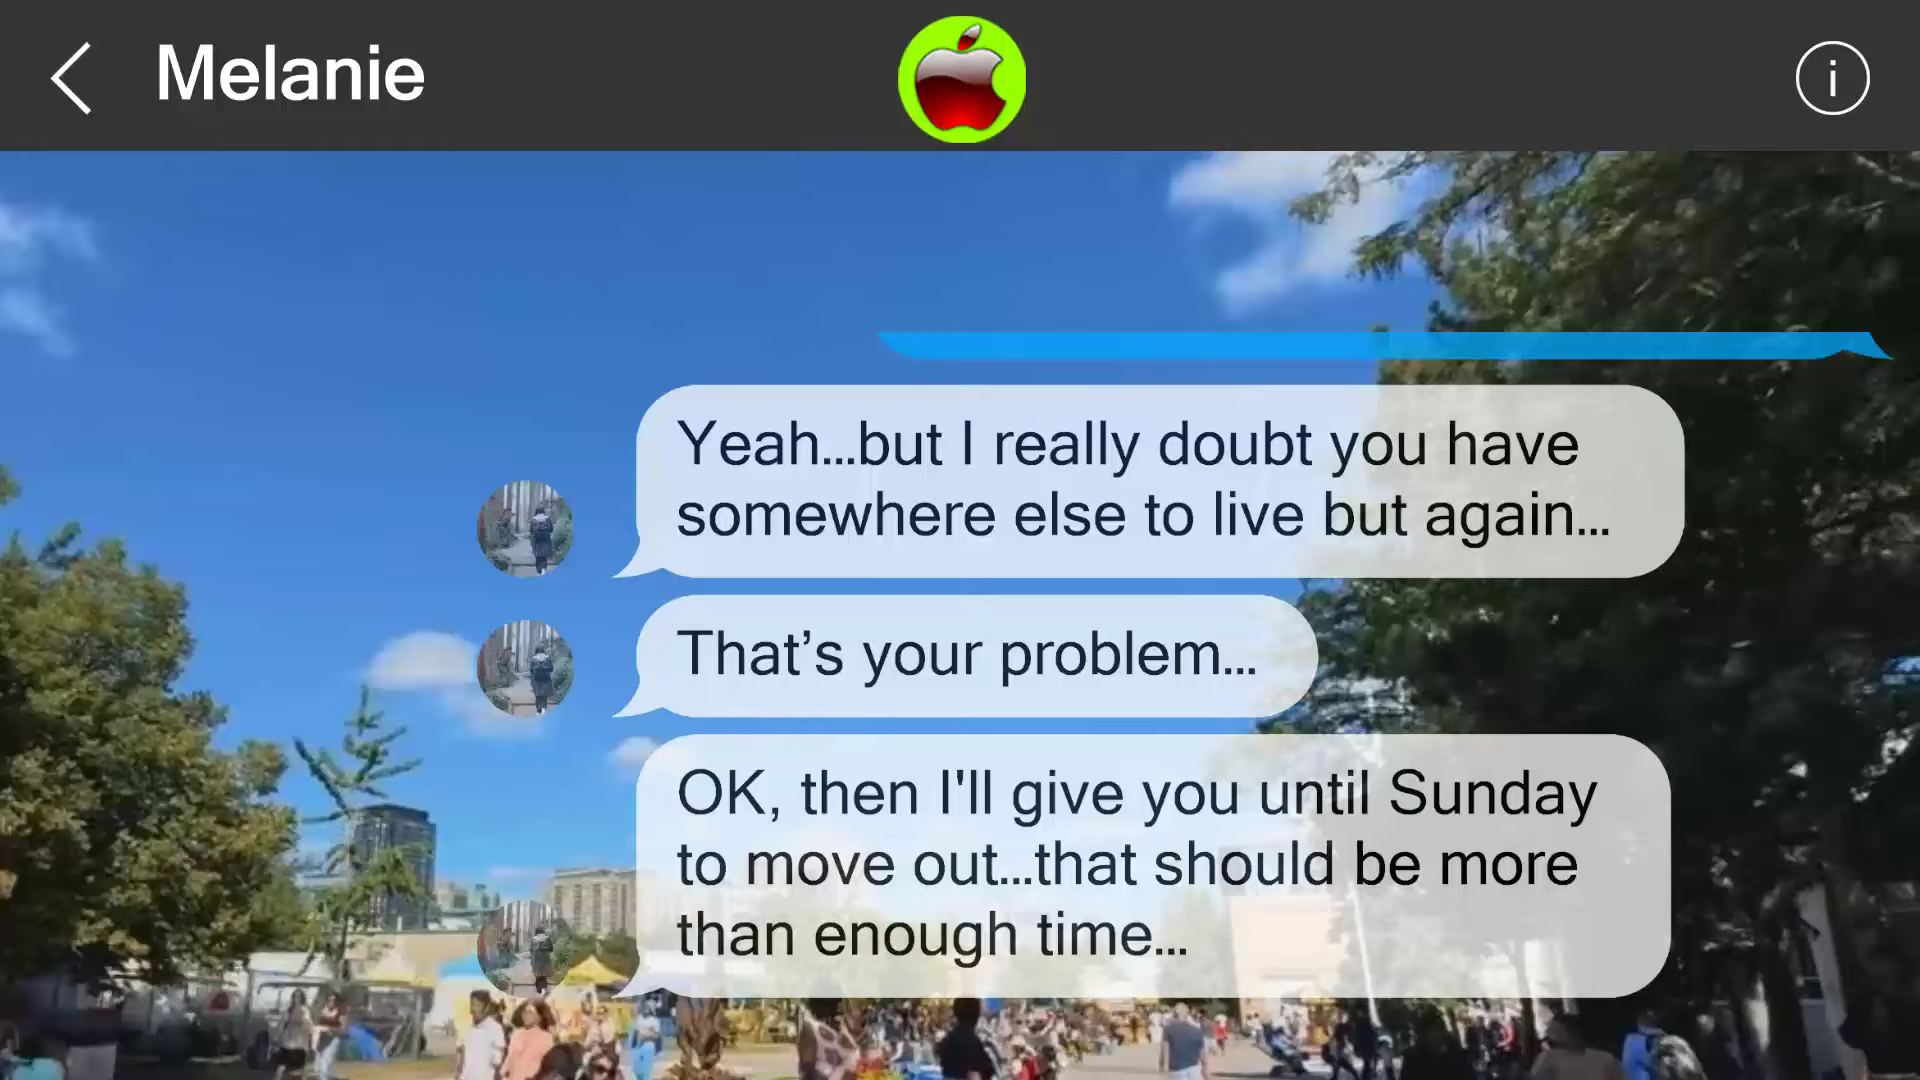 Melanie
i
Yeah...but I really doubt you have
somewhere else to live but again...
That’s your problem...
OK, then I'll give you until Sunday
to move out...that should be more
than enough time...